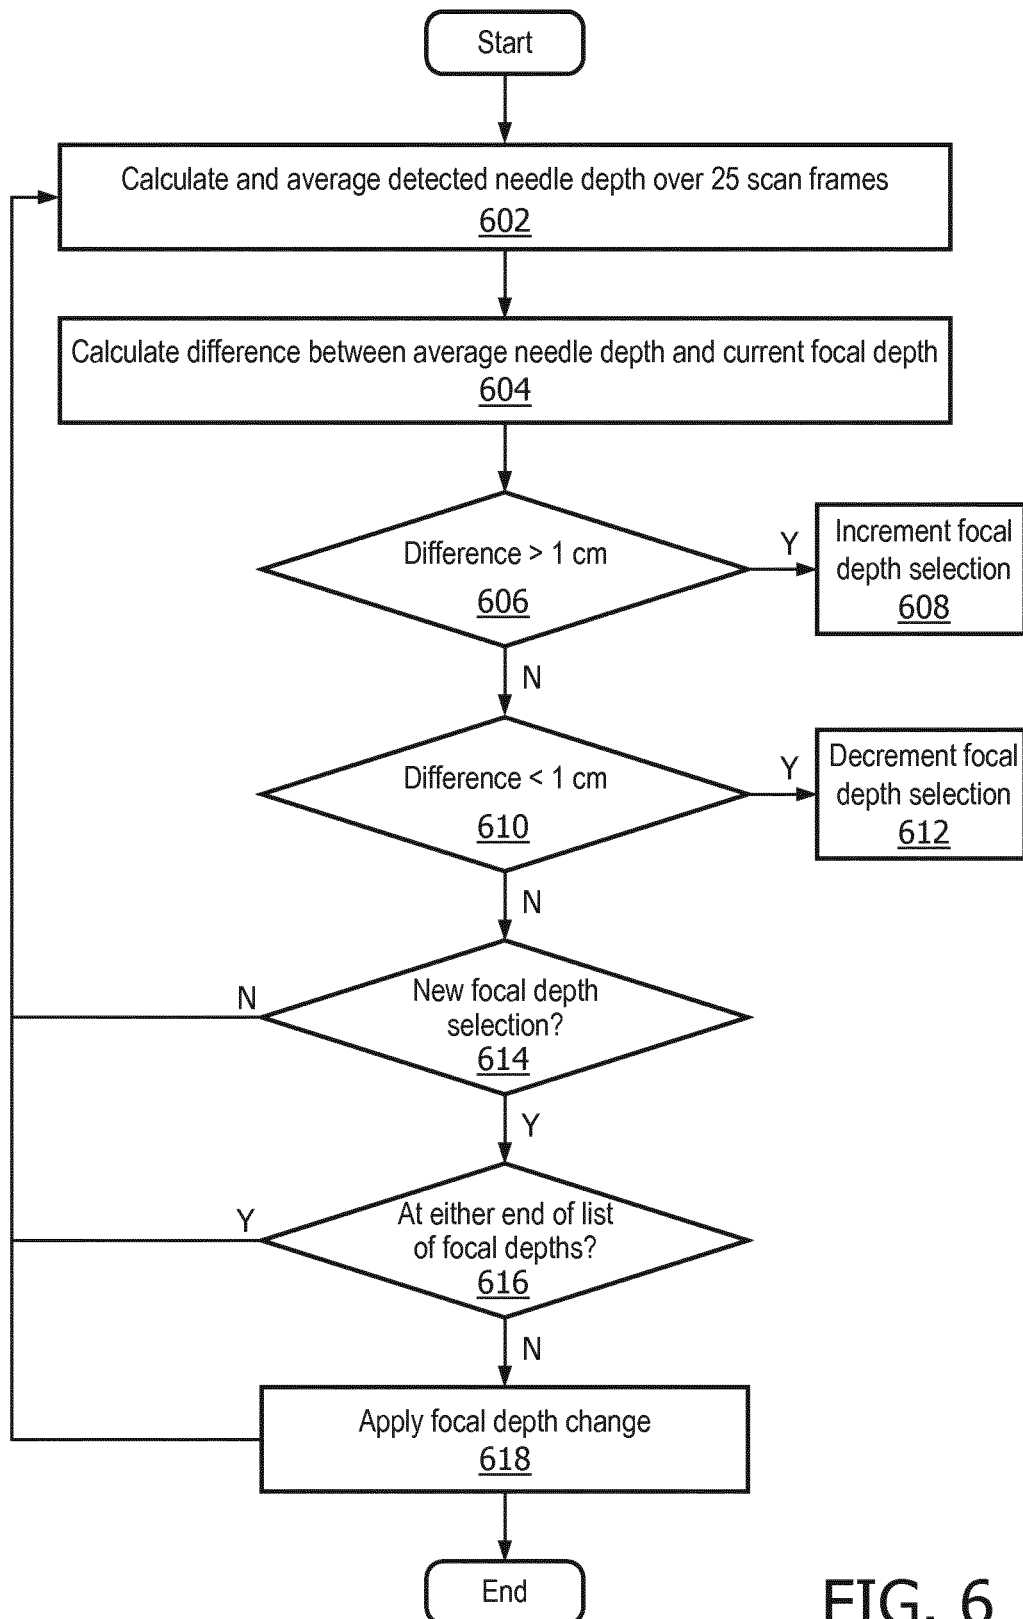 Start
Calculate and average detected needle depth over 25 scan frames
602
Calculate difference between average needle depth and current focal depth
604
Difference > 1 cm
606
Y
Increment focal
depth selection
608
N
Difference < 1 cm
610
Y
Decrement focal
depth selection
612
N
New focal depth
selection?
614
N
Y
At either end of list
of focal depths?
616
Y
N
Apply focal depth change
618
End
FIG. 6